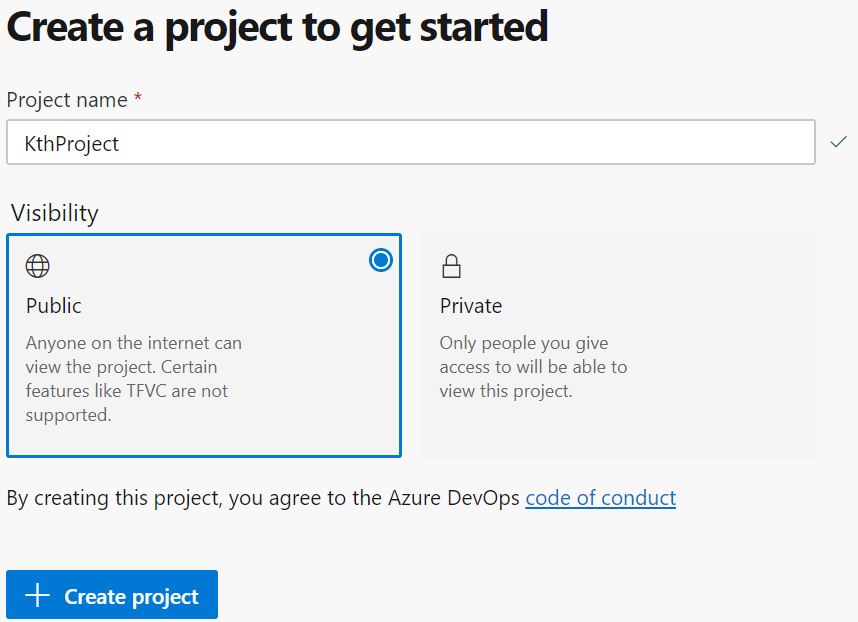 Create a project to get started
Project name *
KthProject
Visibility
Public
Anyone on the internet can
view the project. Certain
features like TFVC are not
supported.
Private
Only people you give
access to will be able to
view this project.
By creating this project, you agree to the Azure DevOps code of conduct
Create project